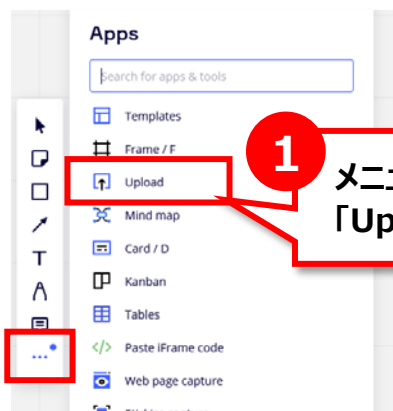 Apps
Search for apps & tools
Templates
Frame / F
Upload
1
メニュ
「Up
Mind map
Card / D
Kanban
Tables
Paste iFrame code
Web page capture